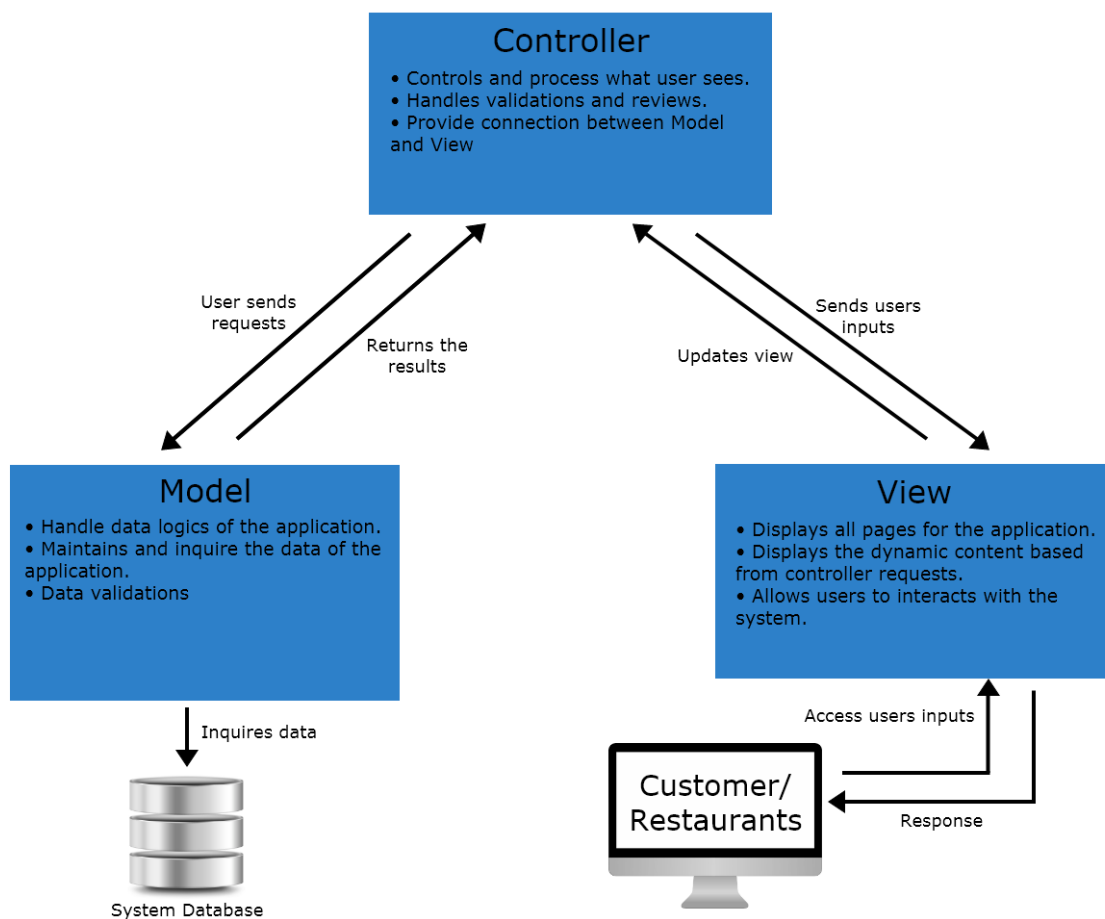 Controller
• Controls and process what user sees.
• Handles validations and reviews.
• Provide connection between Model
and View
User sends
requests
Returns the
results
Sends users
inputs
Updates view
Model
• Handle data logics of the application.
• Maintains and inquire the data of the
application.
• Data validations
View
• Displays all pages for the application.
• Displays the dynamic content based
from controller requests.
• Allows users to interacts with the
system.
Inquires data
System Database
Access users inputs
Customer/
Restaurants
Response